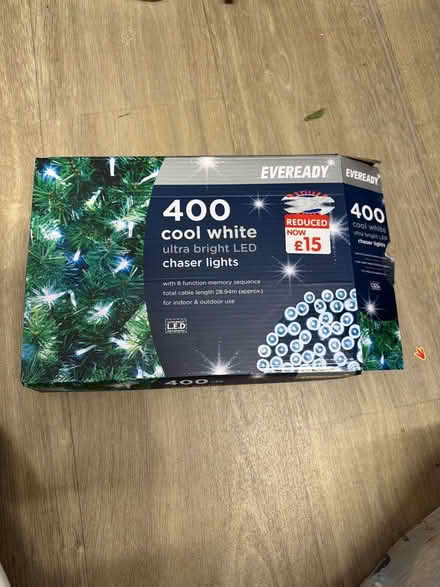 EVEREADY
400
cool white
ultra bright LED
chaser lights
with 8 function memory sequence
total cable length 28.94m (approx.)
for indoor & outdoor use
LED
REDUCED
NOW
£15
EVEREADY
400
cool white
ultra bright LED
chaser lights
LED
400